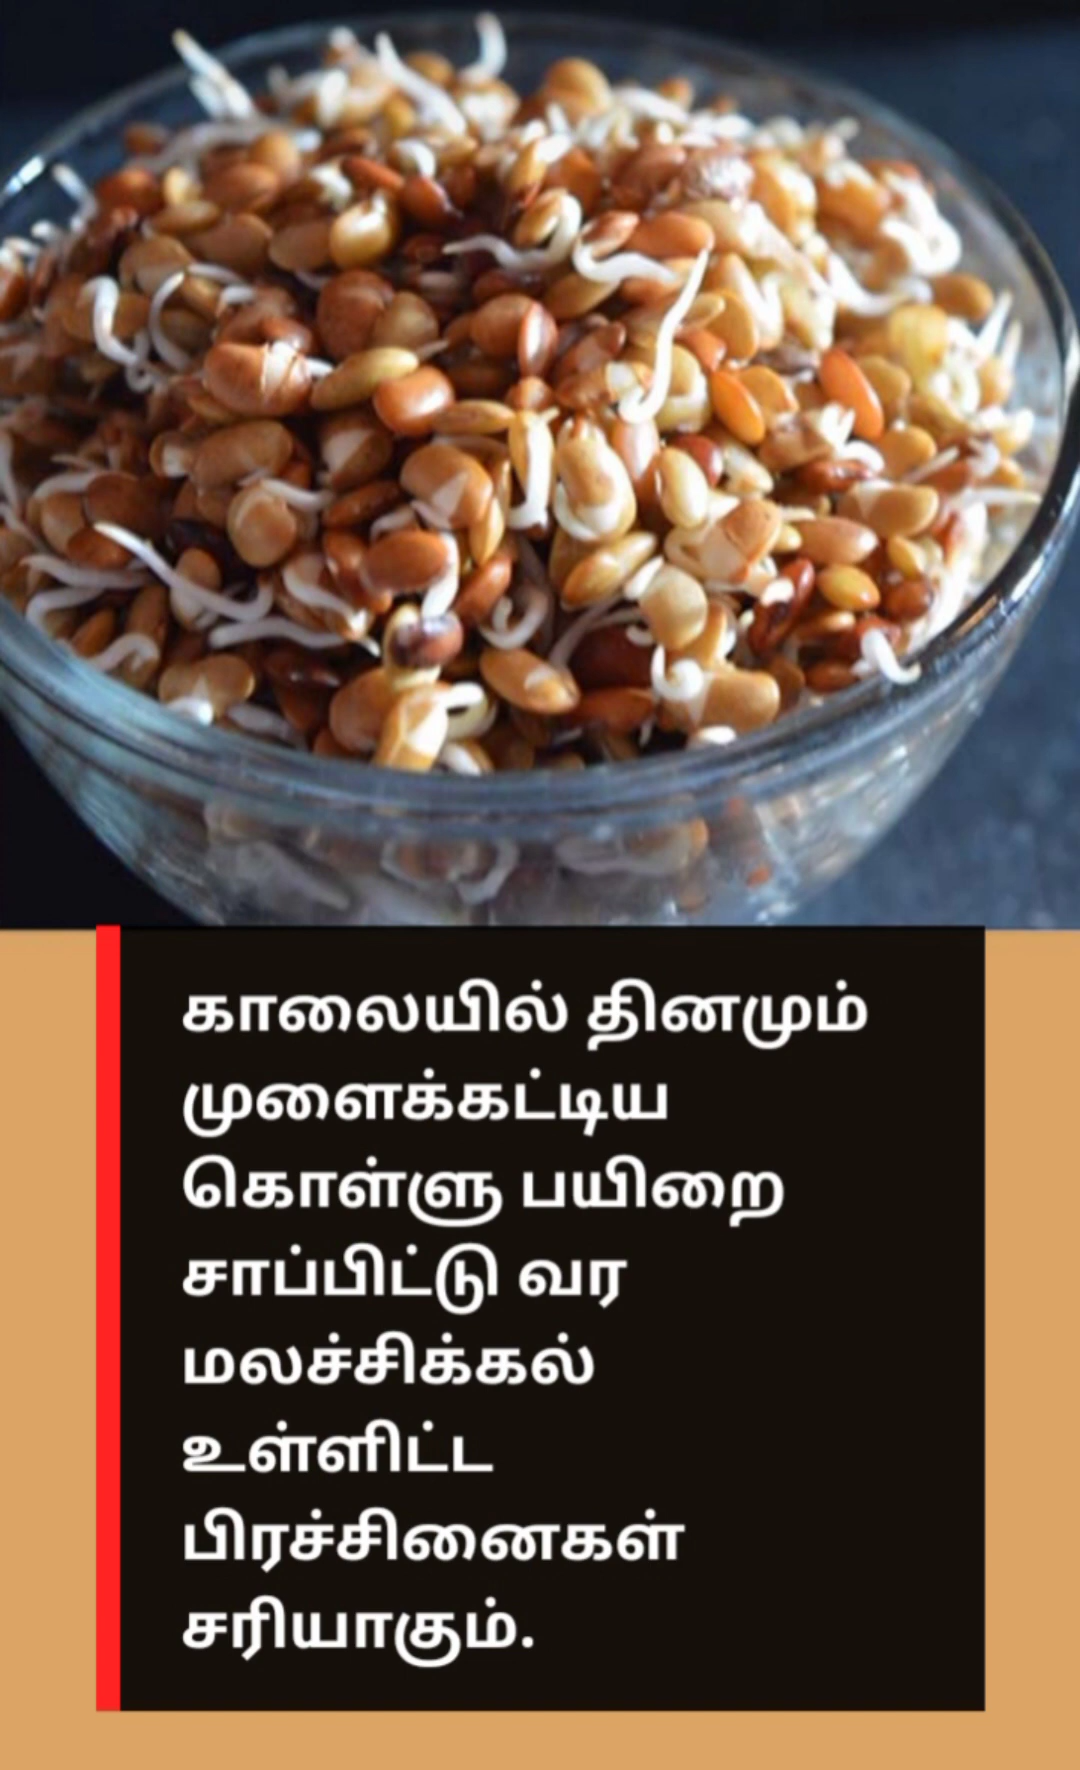 காலையில் தினமும்
முளைக்கட்டிய
கொள்ளு பயிறை
சாப்பிட்டு வர
மலச்சிக்கல்
உள்ளிட்ட
பிரச்சினைகள்
சரியாகும்.